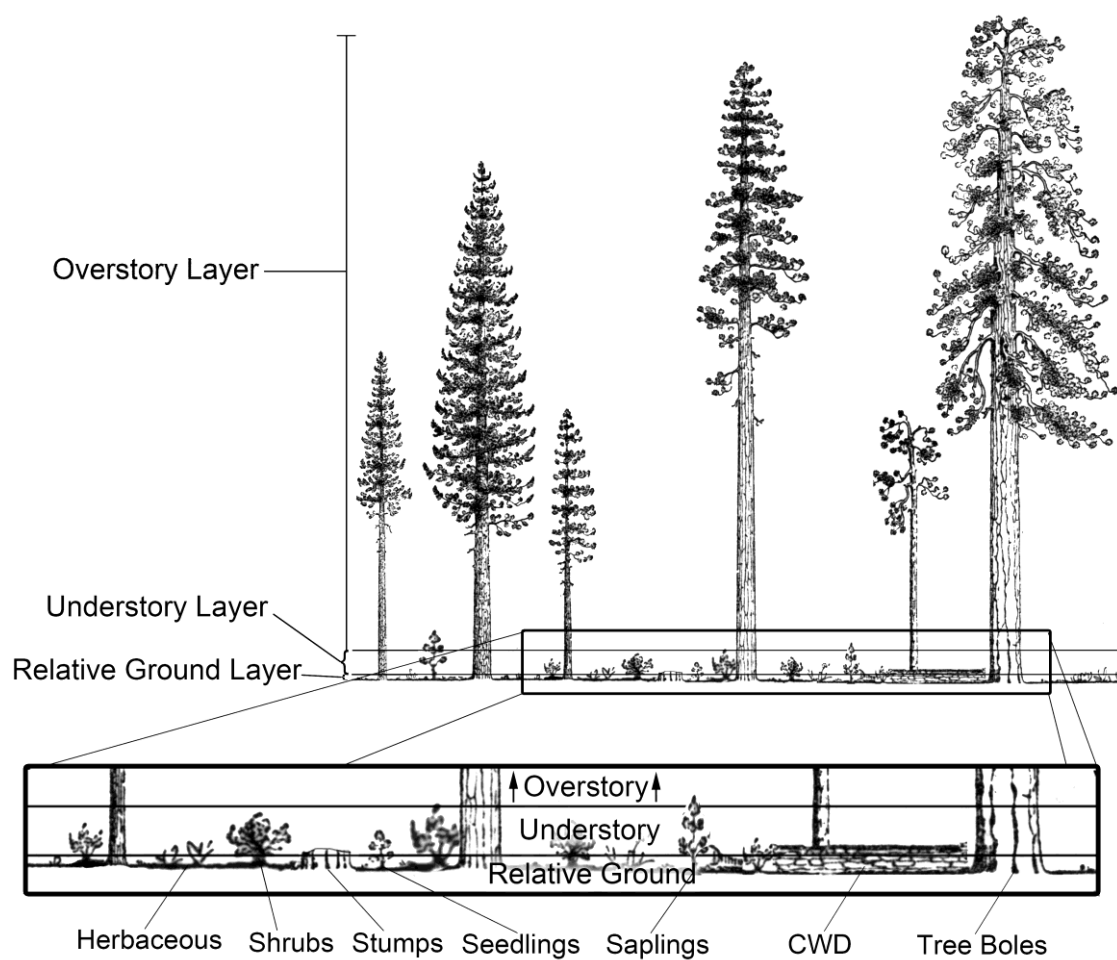 Overstory Layer
Understory Layer
Relative Ground Layer
Overstory
Understory
Relative Ground
Herbaceous Shrubs Stumps Seedlings Saplings CWD Tree Boles